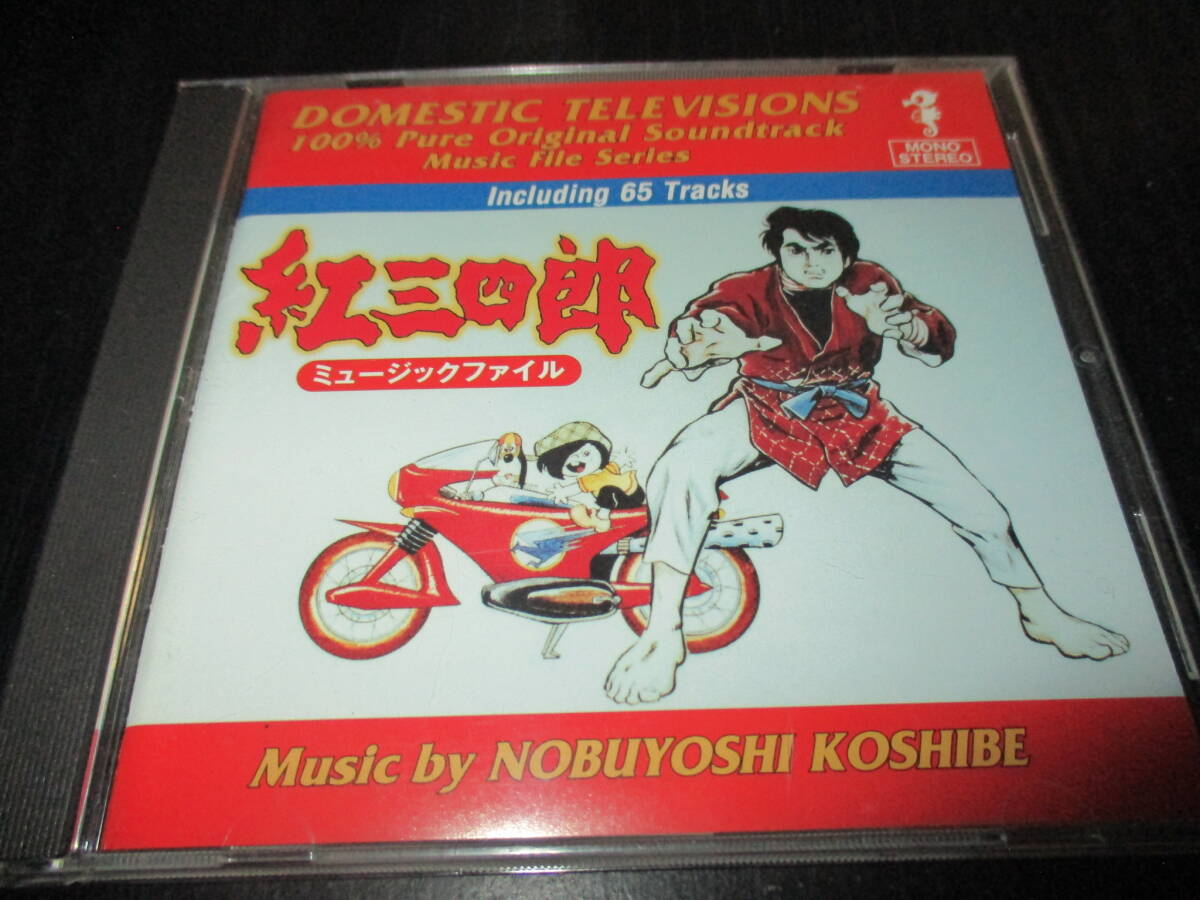 DOMESTIC TELEVISIONS
100% Pure Original Soundtrack
Music File Series
MONO
STEREO
Including 65 Tracks
紅三四郎
ミュージックファイル
Music by NOBUYOSHI KOSHIBE